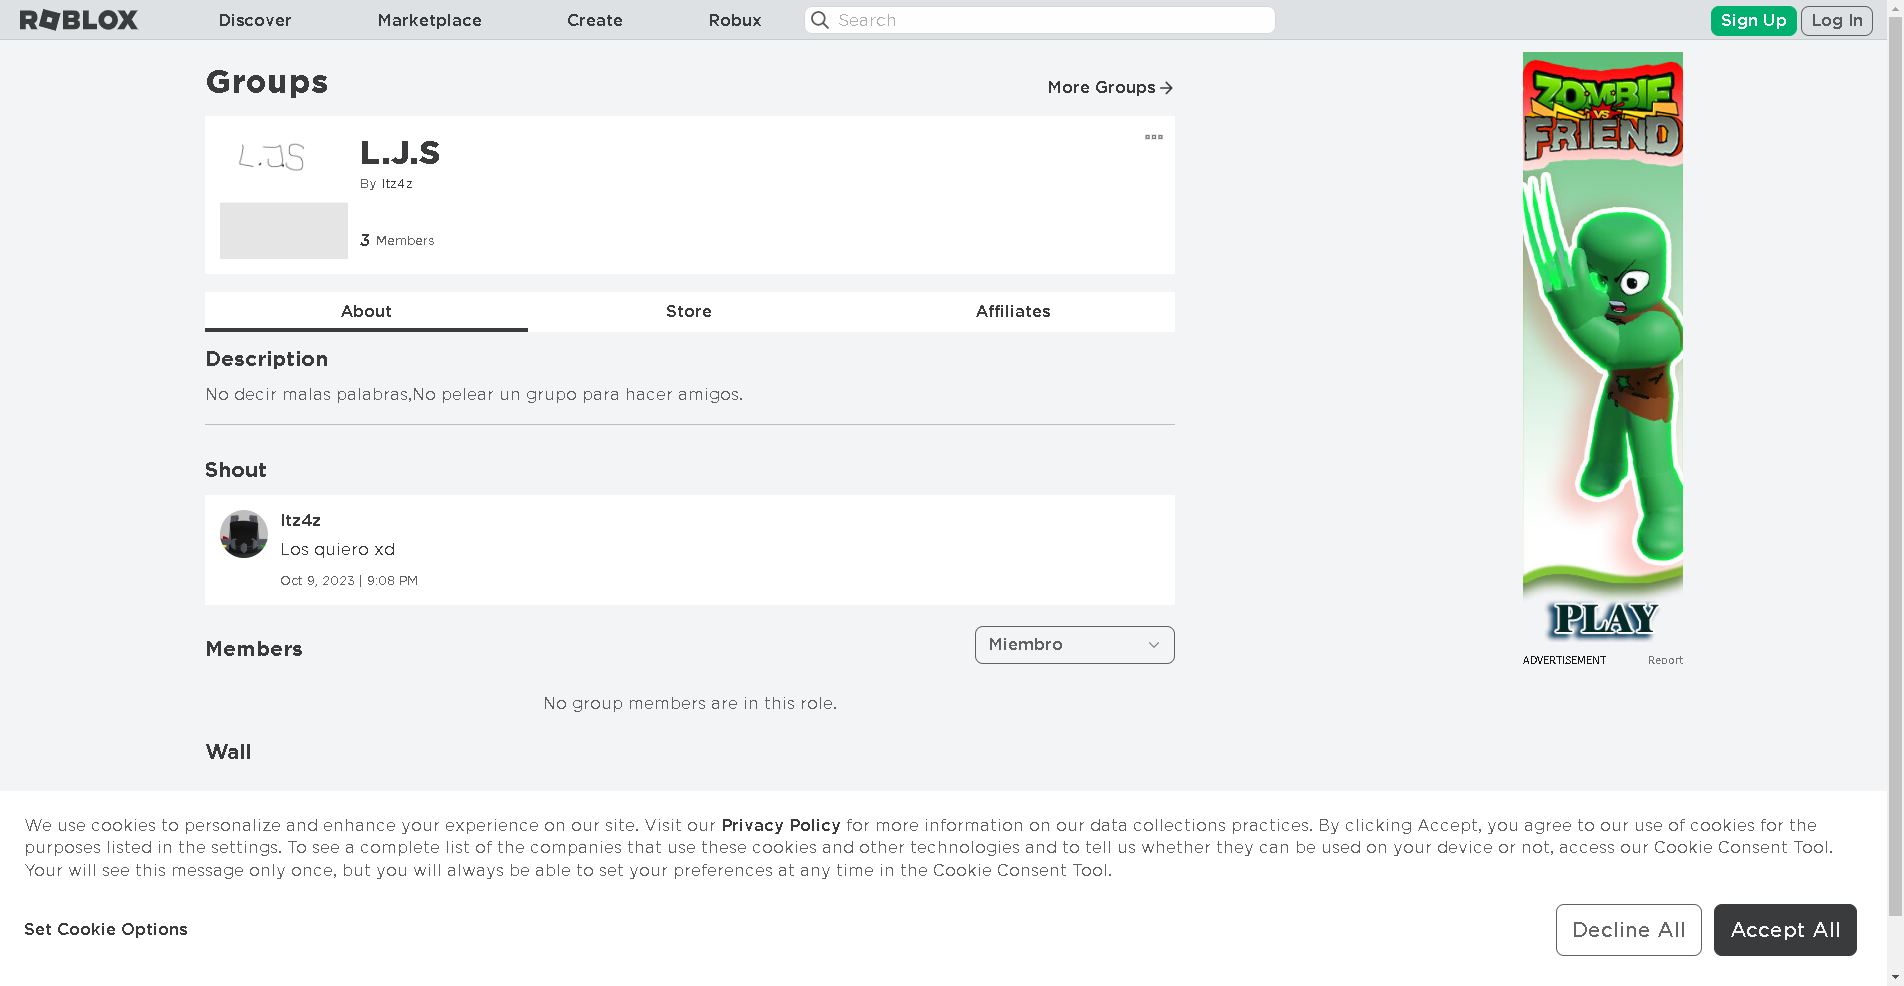 ROBLOX
Discover
Marketplace
Create
Robux
Search
Sign Up
Log In
Groups
More Groups
L.J.S
L.J.S
By Itz4z
3 Members
About
Store
Affiliates
Description
No decir malas palabras,No pelear un grupo para hacer amigos.
Shout
Itz4z
Los quiero xd
Oct 9, 2023 | 9:08 PM
Members
Miembro
No group members are in this role.
Wall
ZOMBIE
VS
FRIEND
PLAY
ADVERTISEMENT
Report
We use cookies to personalize and enhance your experience on our site. Visit our Privacy Policy for more information on our data collections practices. By clicking Accept, you agree to our use of cookies for the
purposes listed in the settings. To see a complete list of the companies that use these cookies and other technologies and to tell us whether they can be used on your device or not, access our Cookie Consent Tool.
Your will see this message only once, but you will always be able to set your preferences at any time in the Cookie Consent Tool.
Set Cookie Options
Decline All
Accept All